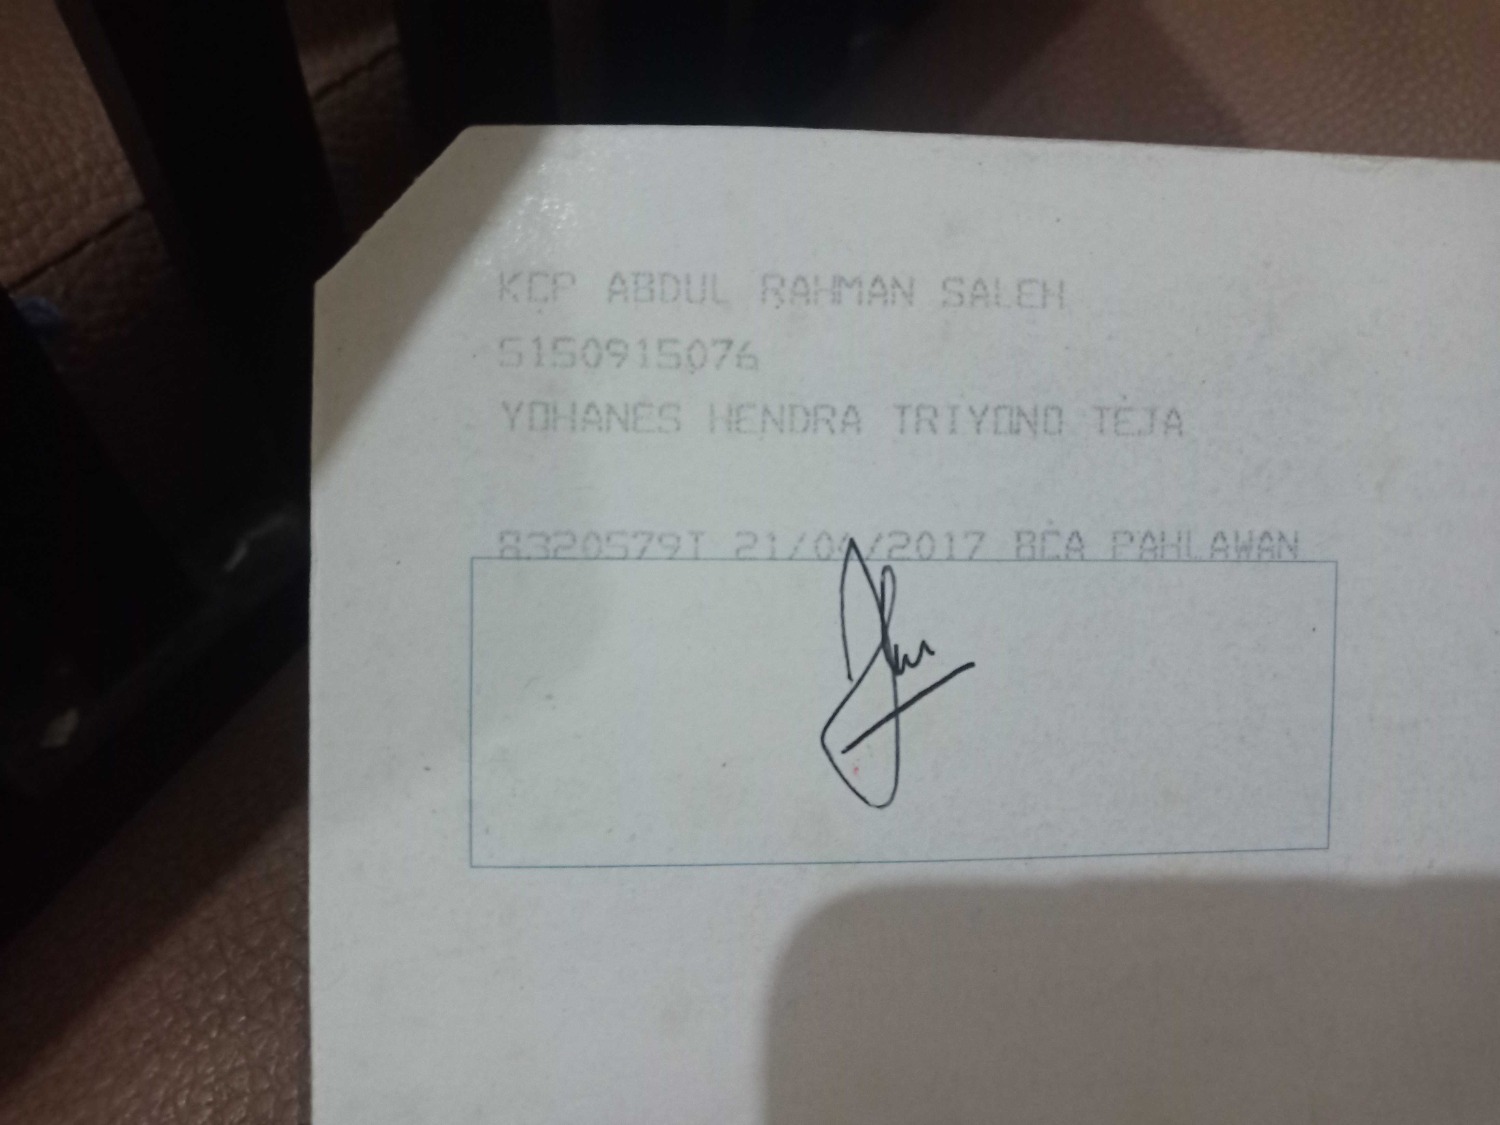 KCP ABDUL RAHMAN SALEH
5150915076
YOHANES HENDRA TRIYONO TEJA
8320579I 21/04/2017 BCA PAHLAWAN